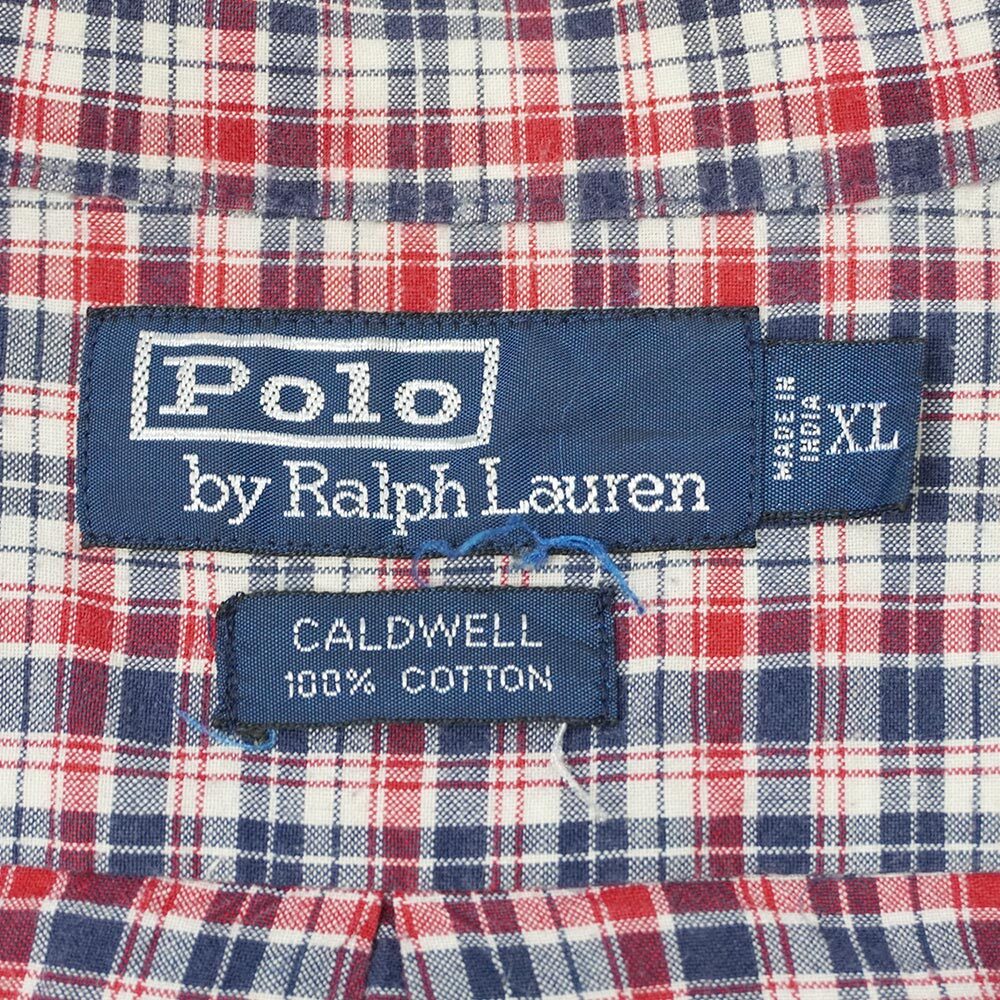 Polo
by Ralph Lauren
MADE IN
INDIA
XL
CALDWELL
100% COTTON